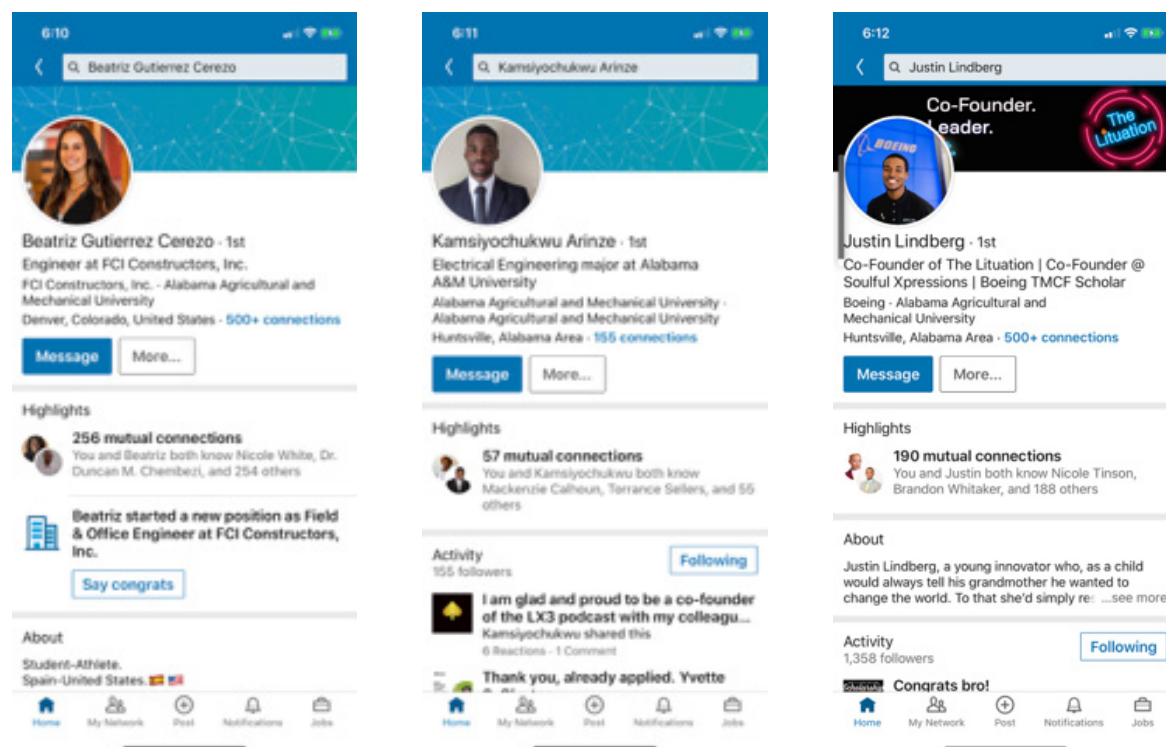 6:10
Beatriz Gutierrez Cerezo
Beatriz Gutierrez Cerezo · 1st
Engineer at FCI Constructors, Inc.
FCI Constructors, Inc. · Alabama Agricultural and
Mechanical University
Denver, Colorado, United States · 500+ connections
Message
More...
Highlights
256 mutual connections
You and Beatriz both know Nicole White, Dr.
Duncan M. Chembezi, and 254 others
Beatriz started a new position as Field
& Office Engineer at FCI Constructors,
Inc.
Say congrats
About
Student-Athlete.
Spain-United States. 🇪🇸 🇺🇸
Home
My Network
Post
Notifications
Jobs
6:11
Kamsiyochukwu Arinze
Kamsiyochukwu Arinze · 1st
Electrical Engineering major at Alabama
A&M University
Alabama Agricultural and Mechanical University ·
Alabama Agricultural and Mechanical University
Huntsville, Alabama Area · 155 connections
Message
More...
Highlights
57 mutual connections
You and Kamsiyochukwu both know
Mackenzie Calhoun, Torrance Sellers, and 55
others
Activity
155 followers
Following
I am glad and proud to be a co-founder
of the LX3 podcast with my colleagu...
Kamsiyochukwu shared this
6 Reactions · 1 Comment
Thank you, already applied. Yvette
Home
My Network
Post
Notifications
Jobs
6:12
Justin Lindberg
Co-Founder.
Leader.
The
Lituation
BOEING
Justin Lindberg · 1st
Co-Founder of The Lituation | Co-Founder @
Soulful Xpressions | Boeing TMCF Scholar
Boeing · Alabama Agricultural and
Mechanical University
Huntsville, Alabama Area · 500+ connections
Message
More...
Highlights
190 mutual connections
You and Justin both know Nicole Tinson,
Brandon Whitaker, and 188 others
About
Justin Lindberg, a young innovator who, as a child
would always tell his grandmother he wanted to
change the world. To that she'd simply re: ...see more
Activity
1,358 followers
Following
Congrats bro!
Home
My Network
Post
Notifications
Jobs